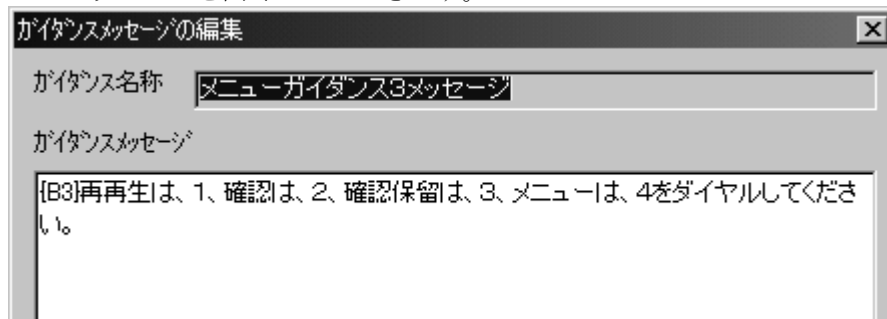 ガイダンスメッセージの編集
ガイダンス名称 メニューガイダンス3メッセージ
ガイダンスメッセージ
{B3}再再生は、1、確認は、2、確認保留は、3、メニューは、4をダイヤルしてくださ
い。